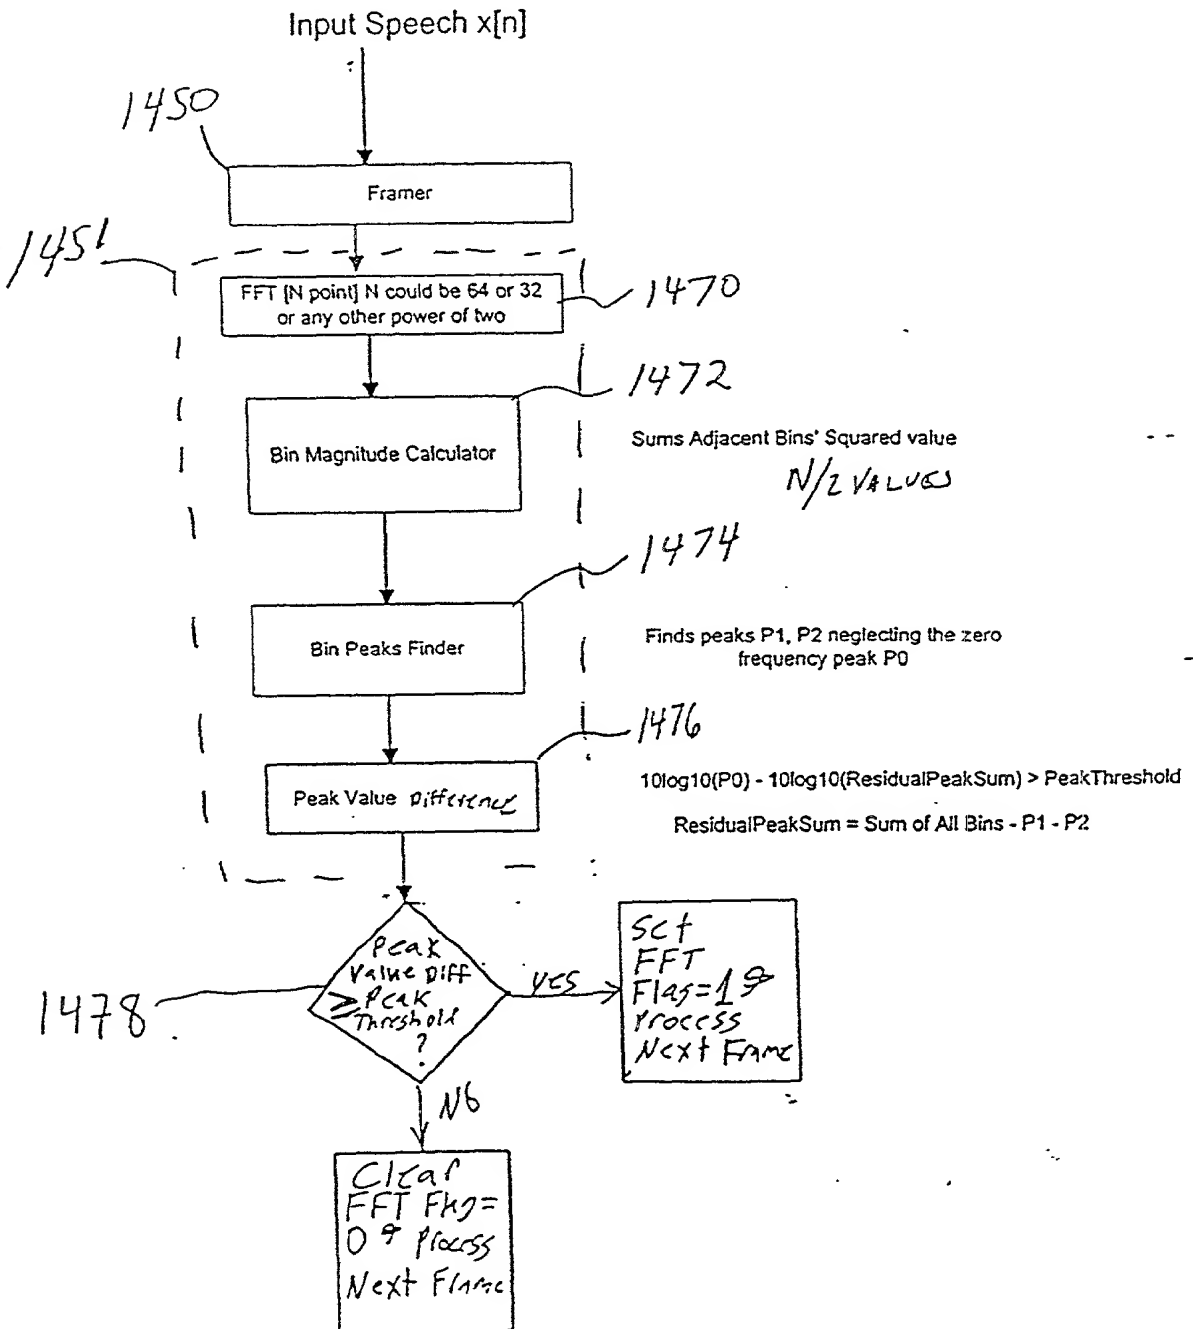 Input Speech x[n]
1450
Framer
1451
FFT [N point] N could be 64 or 32
or any other power of two
1470
1472
Bin Magnitude Calculator
Sums Adjacent Bins' Squared value
N/2 VALUES
1474
Bin Peaks Finder
Finds peaks P1, P2 neglecting the zero
frequency peak P0
1476
Peak Value Difference
10log10(P0) - 10log10(ResidualPeakSum) > PeakThreshold
ResidualPeakSum = Sum of All Bins - P1 - P2
Peak
Value Diff
≥ Peak
Threshold
?
1478
YES
Set
FFT
Flag=1 &
Process
Next Frame
NO
Clear
FFT Flag=
0 & Process
Next Frame